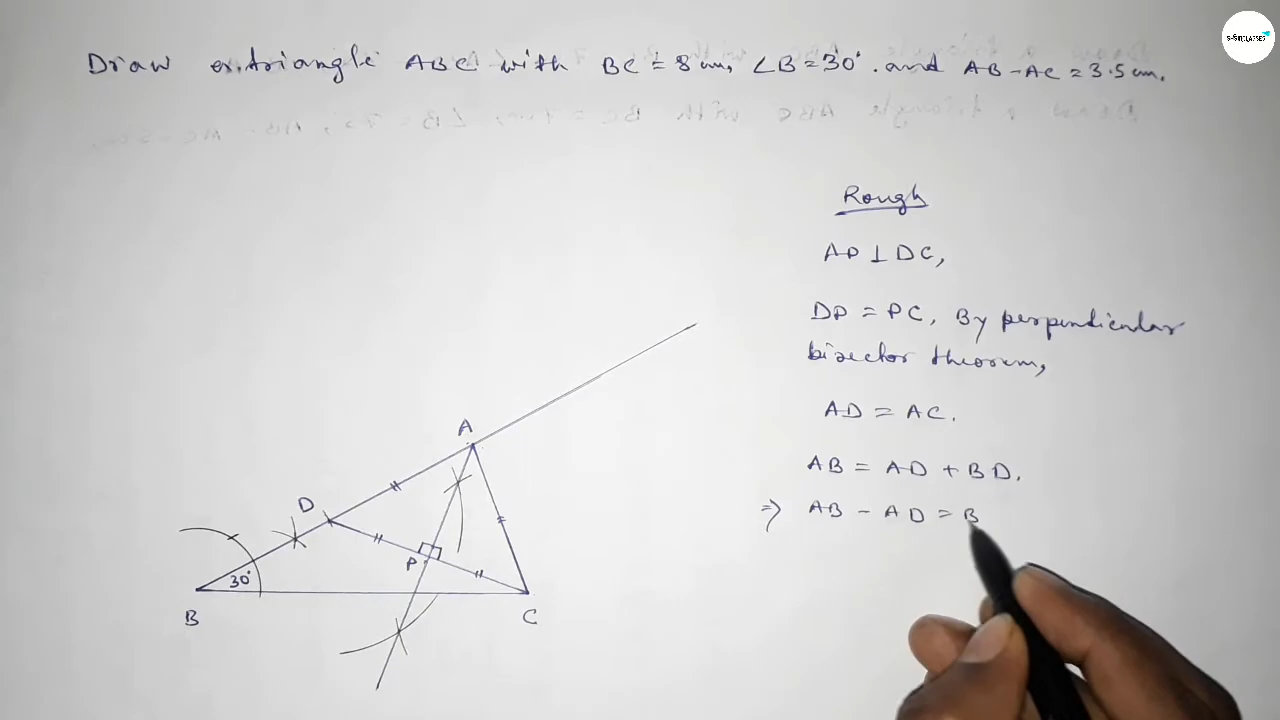 Draw a triangle ABC with BC = 8 cm, ∠B = 30°. and AB - AC = 3.5 cm.
Rough
AP ⊥ DC,
DP = PC, By perpendicular
bisector theorem,
AD = AC.
AB = AD + BD.
⇒ AB - AD = B
A
D
P
30°
B
C